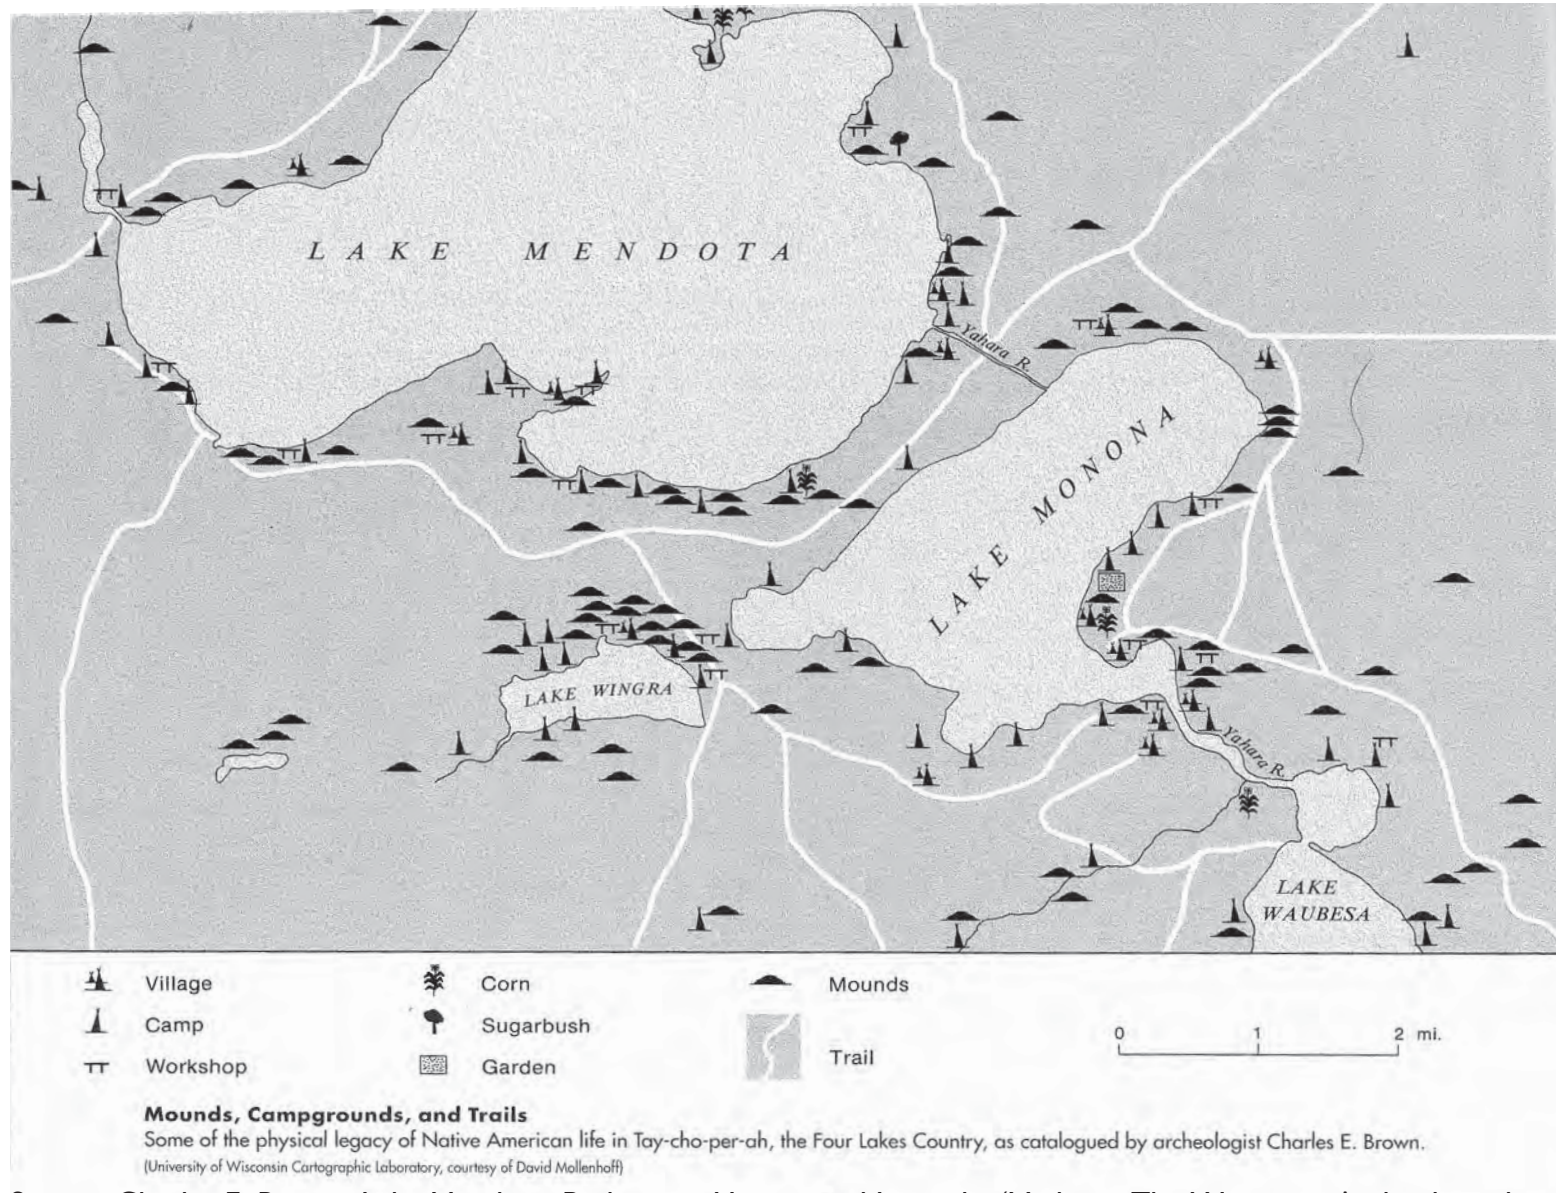 LAKE MENDOTA
Yahara R.
LAKE MONONA
LAKE WINGRA
Yahara R.
LAKE
WAUBESA
Village
Camp
Workshop
Corn
Sugarbush
Garden
Mounds
Trail
0 1 2 mi.
Mounds, Campgrounds, and Trails
Some of the physical legacy of Native American life in Tay-cho-per-ah, the Four Lakes Country, as catalogued by archeologist Charles E. Brown.
(University of Wisconsin Cartographic Laboratory, courtesy of David Mollenhoff)